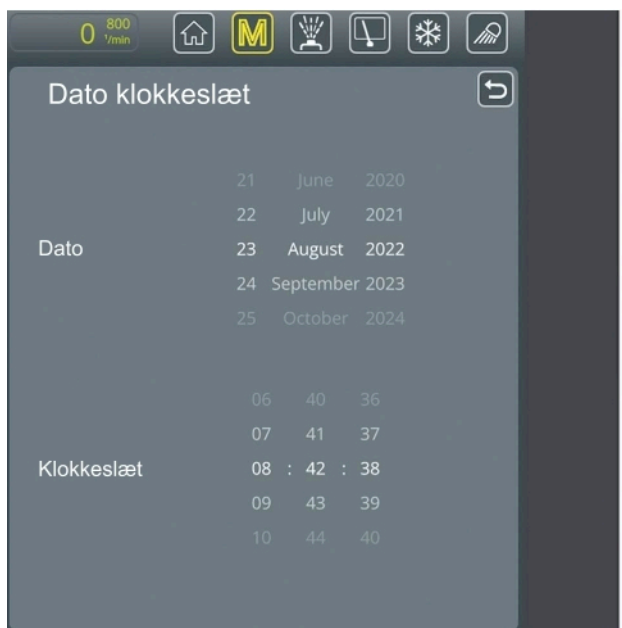 0 800 1/min M
Dato klokkeslæt
21 June 2020
22 July 2021
Dato 23 August 2022
24 September 2023
25 October 2024
06 40 36
07 41 37
Klokkeslæt 08 : 42 : 38
09 43 39
10 44 40